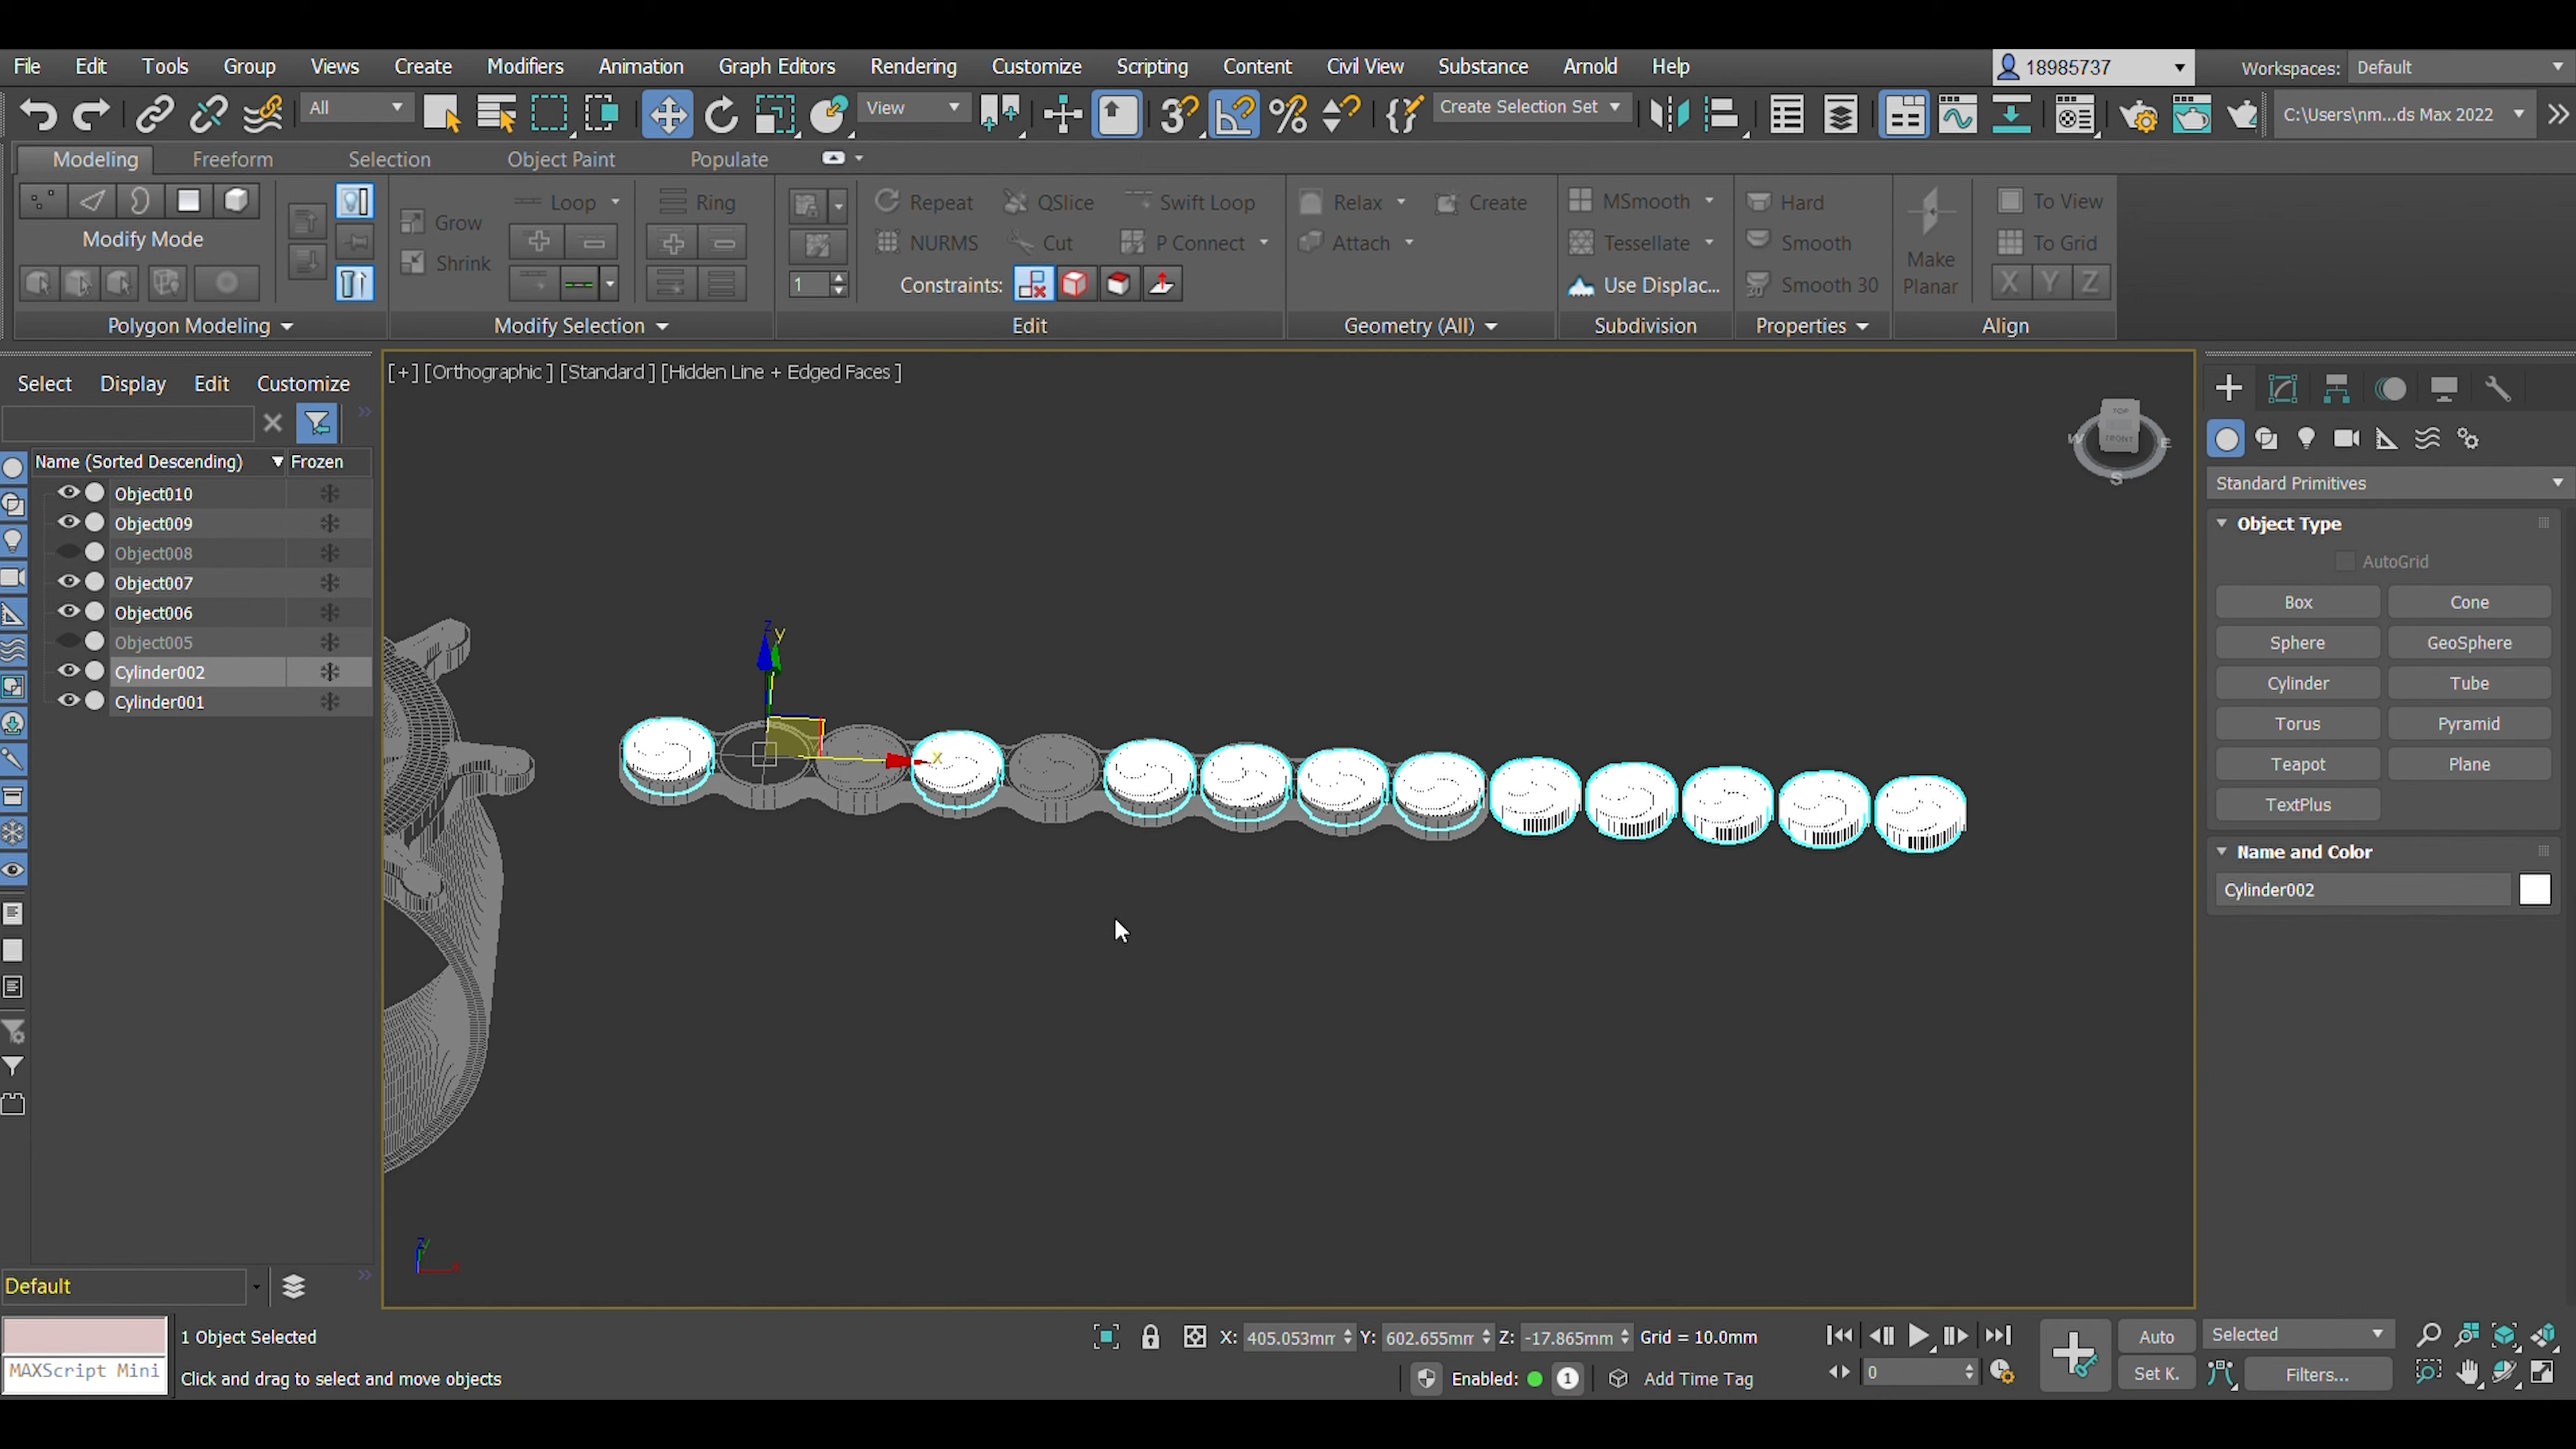 File Edit Tools Group Views Create Modifiers Animation Graph Editors Rendering Customize Scripting Content Civil View Substance Arnold Help 18985737 Workspaces: Default
All View Create Selection Set C:\Users\nm...ds Max 2022
Modeling Freeform Selection Object Paint Populate
Grow Loop Ring Repeat QSlice Swift Loop Relax Create MSmooth Hard To View
Modify Mode Shrink NURMS Cut P Connect Attach Tessellate Smooth Make Planar To Grid
1 Constraints: Use Displac... Smooth 30 X Y Z
Polygon Modeling Modify Selection Edit Geometry (All) Subdivision Properties Align
Select Display Edit Customize
[ + ] [Orthographic ] [Standard ] [Hidden Line + Edged Faces ]
Name (Sorted Descending) Frozen
Object010
Object009
Object008
Object007
Object006
Object005
Cylinder002
Cylinder001
z y x
TOP
FRONT
W E
S
Standard Primitives
Object Type
AutoGrid
Box Cone
Sphere GeoSphere
Cylinder Tube
Torus Pyramid
Teapot Plane
TextPlus
Name and Color
Cylinder002
Default
MAXScript Mini
1 Object Selected X: 405.053mm Y: 602.655mm Z: -17.865mm Grid = 10.0mm Auto Selected
Click and drag to select and move objects Enabled: 1 Add Time Tag 0 Set K. Filters...